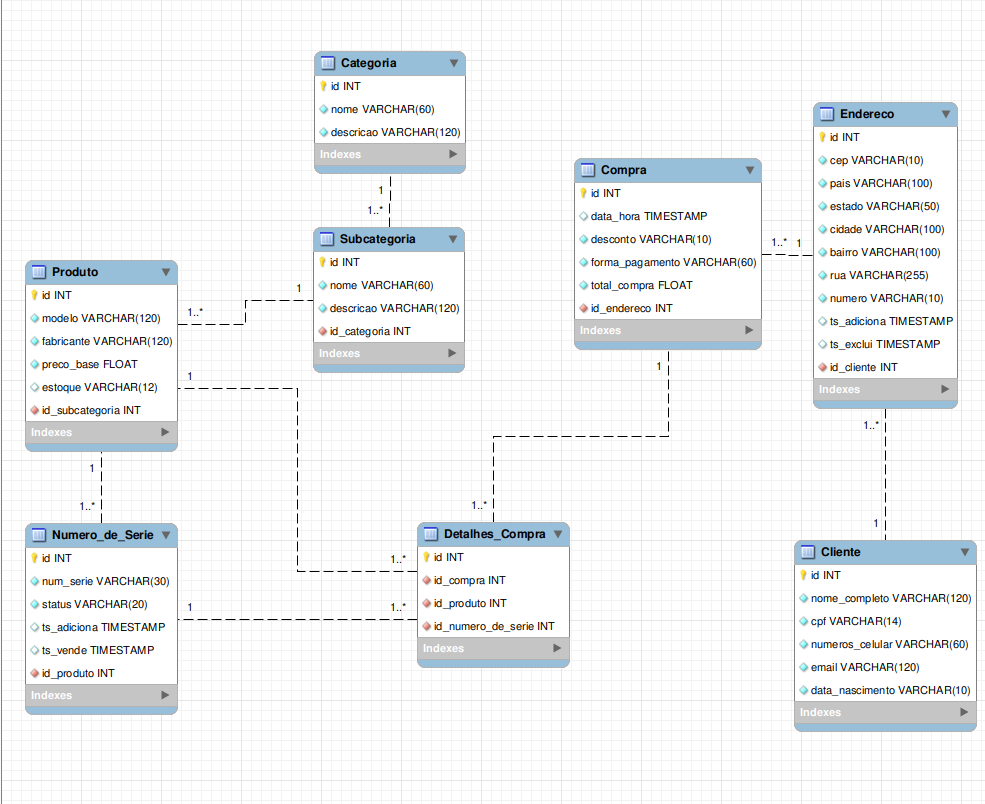 Categoria
id INT
nome VARCHAR(60)
descricao VARCHAR(120)
Indexes
1
1..*
Subcategoria
id INT
nome VARCHAR(60)
descricao VARCHAR(120)
id_categoria INT
Indexes
1
1..*
Produto
id INT
modelo VARCHAR(120)
fabricante VARCHAR(120)
preco_base FLOAT
estoque VARCHAR(12)
id_subcategoria INT
Indexes
1
1..*
1
1..*
Numero_de_Serie
id INT
num_serie VARCHAR(30)
status VARCHAR(20)
ts_adiciona TIMESTAMP
ts_vende TIMESTAMP
id_produto INT
Indexes
1
1..*
Detalhes_Compra
id INT
id_compra INT
id_produto INT
id_numero_de_serie INT
Indexes
1..*
1
Compra
id INT
data_hora TIMESTAMP
desconto VARCHAR(10)
forma_pagamento VARCHAR(60)
total_compra FLOAT
id_endereco INT
Indexes
1..* 1
Endereco
id INT
cep VARCHAR(10)
pais VARCHAR(100)
estado VARCHAR(50)
cidade VARCHAR(100)
bairro VARCHAR(100)
rua VARCHAR(255)
numero VARCHAR(10)
ts_adiciona TIMESTAMP
ts_exclui TIMESTAMP
id_cliente INT
Indexes
1..*
1
Cliente
id INT
nome_completo VARCHAR(120)
cpf VARCHAR(14)
numeros_celular VARCHAR(60)
email VARCHAR(120)
data_nascimento VARCHAR(10)
Indexes